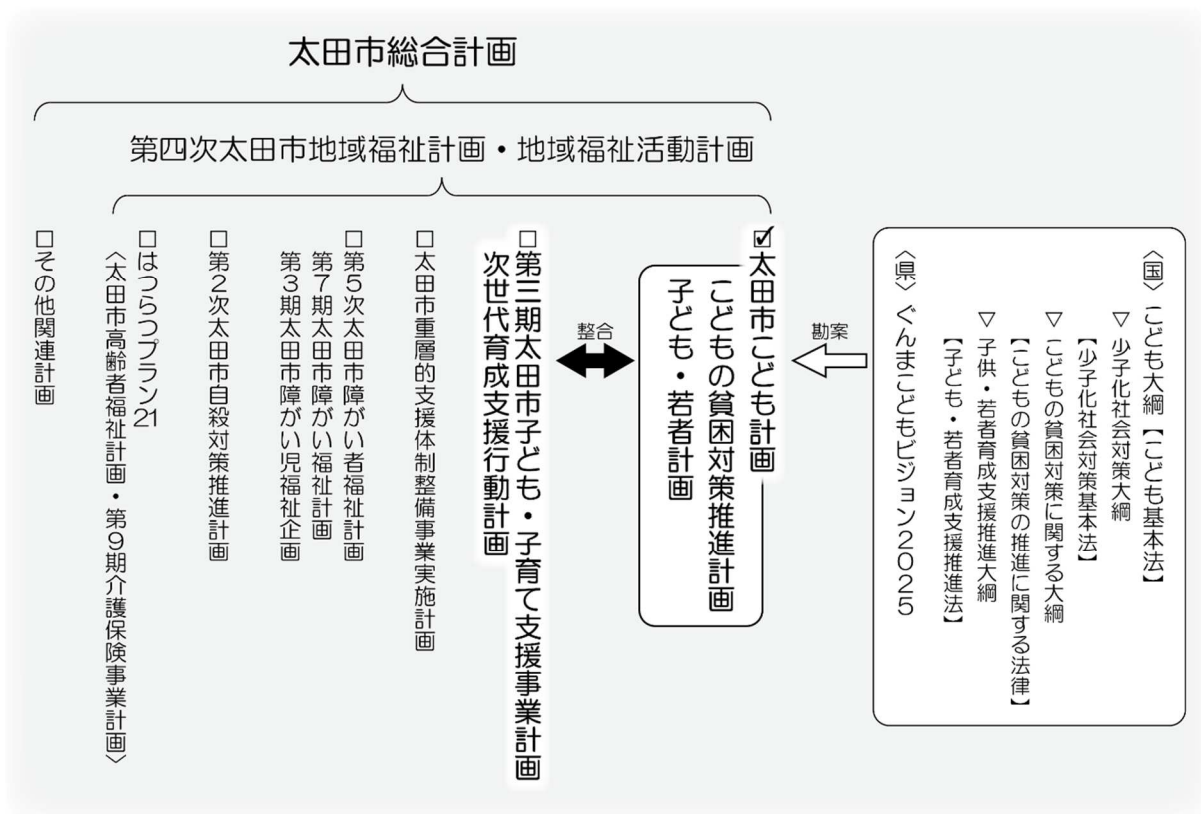 太田市総合計画
第四次太田市地域福祉計画・地域福祉活動計画
〈国〉こども大綱【こども基本法】
▽少子化社会対策大綱
【少子化社会対策基本法】
▽こどもの貧困対策に関する大綱
【こどもの貧困対策の推進に関する法律】
▽子供・若者育成支援推進大綱
【子ども・若者育成支援推進法】
〈県〉ぐんまこどもビジョン2025
勘案
☑太田市こども計画
こどもの貧困対策推進計画
子ども・若者計画
整合
□第三期太田市子ども・子育て支援事業計画
次世代育成支援行動計画
□太田市重層的支援体制整備事業実施計画
□第5次太田市障がい者福祉計画
第7期太田市障がい福祉計画
第3期太田市障がい児福祉企画
□第2次太田市自殺対策推進計画
□はつらつプラン21
〈太田市高齢者福祉計画・第9期介護保険事業計画〉
□その他関連計画